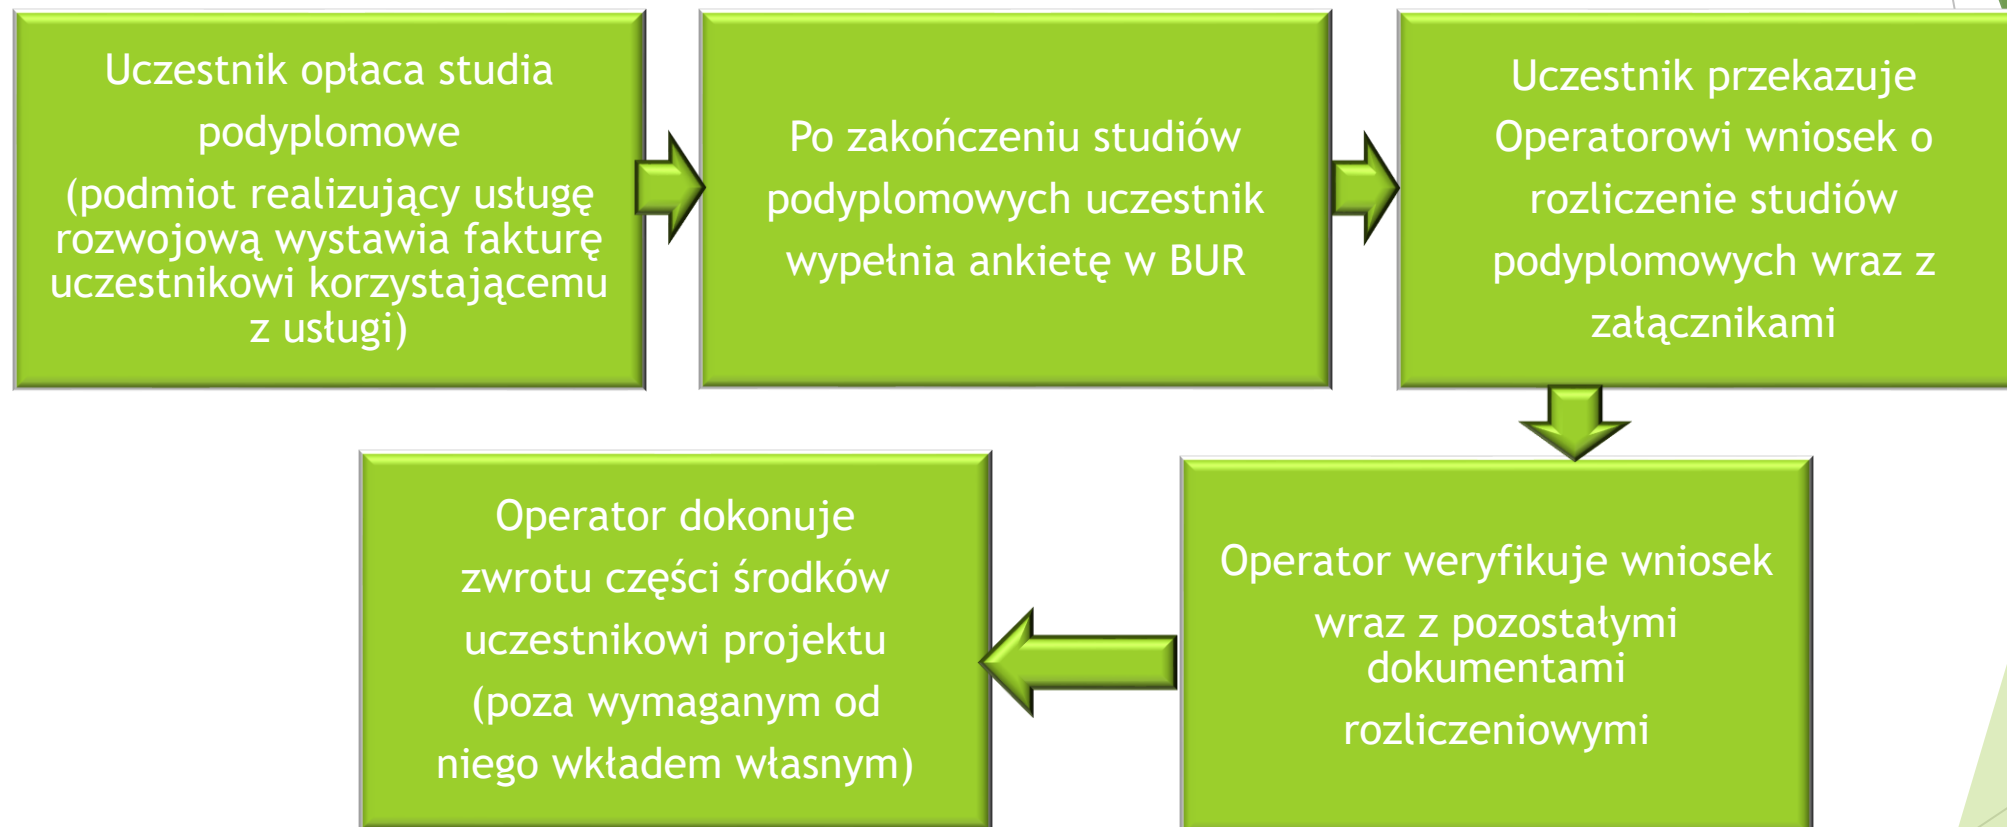 Uczestnik opłaca studia
podyplomowe
(podmiot realizujący usługę
rozwojową wystawia fakturę
uczestnikowi korzystającemu
z usługi)
Po zakończeniu studiów
podyplomowych uczestnik
wypełnia ankietę w BUR
Uczestnik przekazuje
Operatorowi wniosek o
rozliczenie studiów
podyplomowych wraz z
załącznikami
Operator weryfikuje wniosek
wraz z pozostałymi
dokumentami
rozliczeniowymi
Operator dokonuje
zwrotu części środków
uczestnikowi projektu
(poza wymaganym od
niego wkładem własnym)